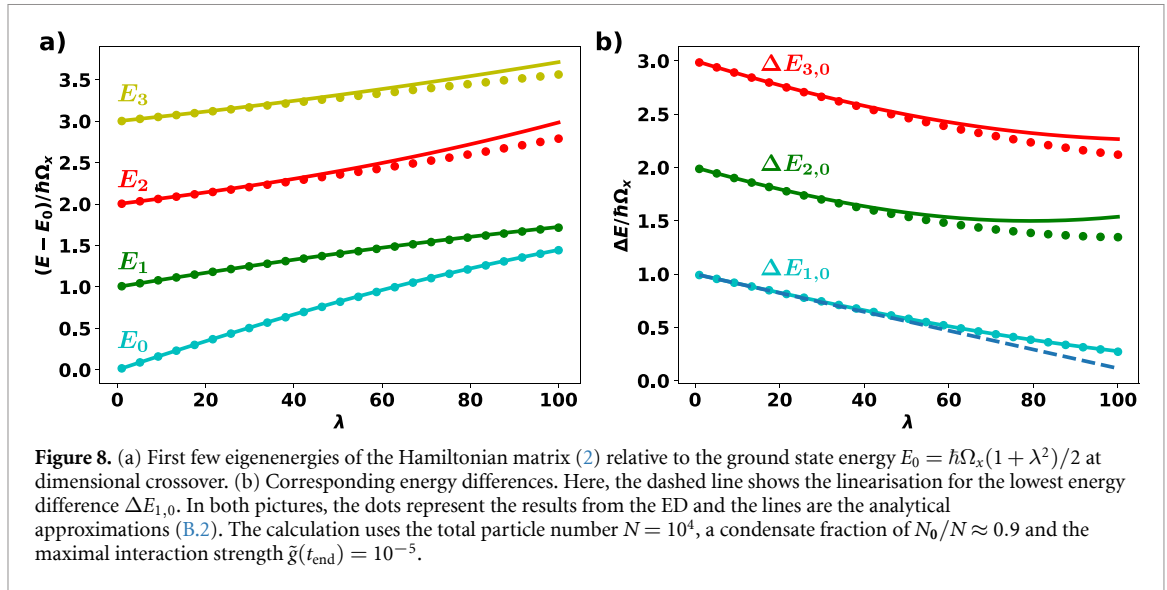 a)
b)
(E − E₀)/ℏΩₓ
3.5
3.0
2.5
2.0
1.5
1.0
0.5
0.0
E₃
E₂
E₁
E₀
0 20 40 60 80 100
λ
ΔE/ℏΩₓ
3.0
2.5
2.0
1.5
1.0
0.5
0.0
ΔE₃,₀
ΔE₂,₀
ΔE₁,₀
0 20 40 60 80 100
λ
Figure 8. (a) First few eigenenergies of the Hamiltonian matrix (2) relative to the ground state energy E₀ = ℏΩₓ(1 + λ²)/2 at
dimensional crossover. (b) Corresponding energy differences. Here, the dashed line shows the linearisation for the lowest energy
difference ΔE₁,₀. In both pictures, the dots represent the results from the ED and the lines are the analytical
approximations (B.2). The calculation uses the total particle number N = 10⁴, a condensate fraction of N₀/N ≈ 0.9 and the
maximal interaction strength g̃(t_end) = 10⁻⁵.